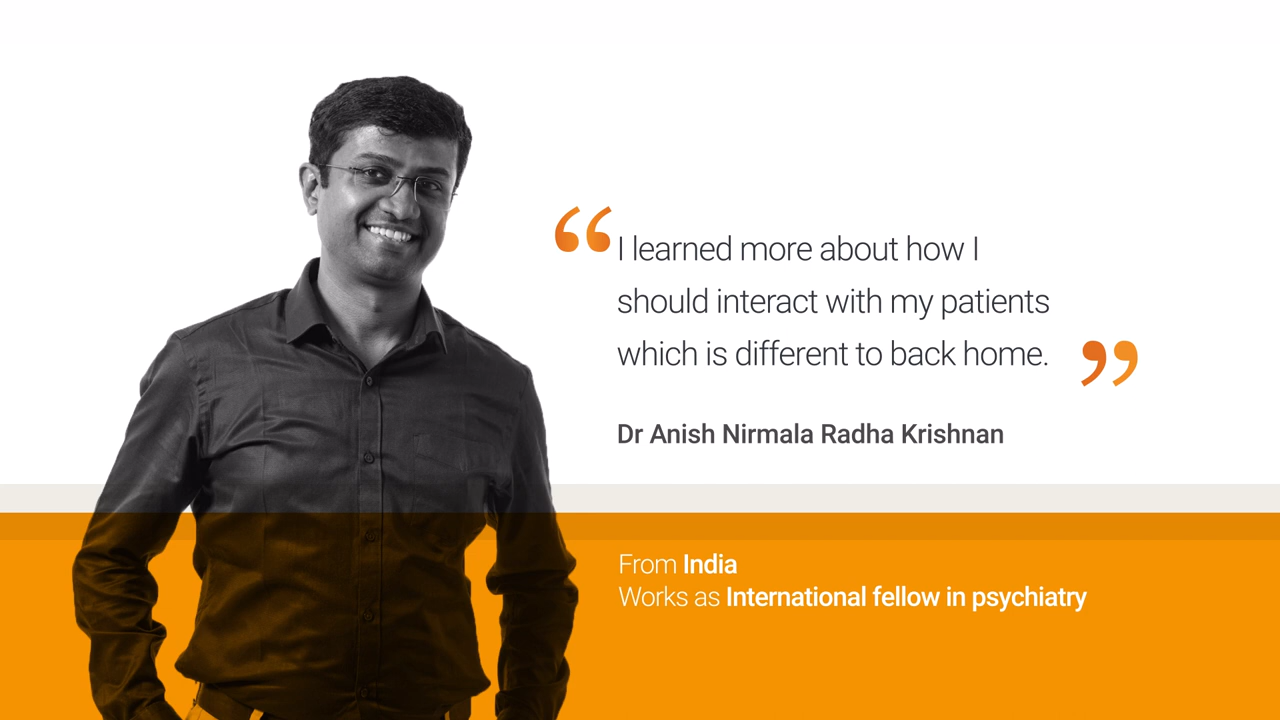 “I learned more about how I
should interact with my patients
which is different to back home.”
Dr Anish Nirmala Radha Krishnan
From India
Works as International fellow in psychiatry